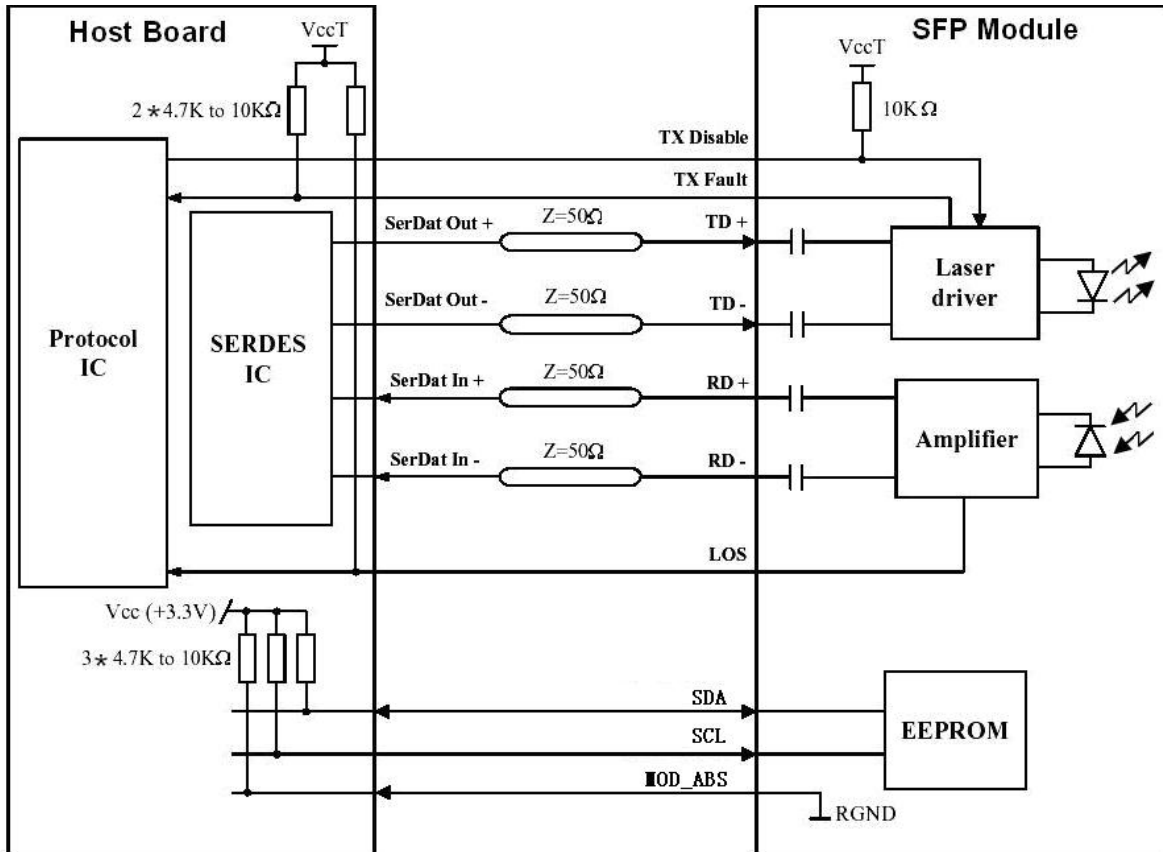 Host Board
SFP Module
VccT
VccT
2*4.7K to 10KΩ
10KΩ
TX Disable
TX Fault
SerDat Out +
Z=50Ω
TD +
Laser
driver
SerDat Out -
Z=50Ω
TD -
Protocol
IC
SERDES
IC
SerDat In +
Z=50Ω
RD +
Amplifier
SerDat In -
Z=50Ω
RD -
LOS
Vcc (+3.3V)
3*4.7K to 10KΩ
SDA
EEPROM
SCL
MOD_ABS
RGND